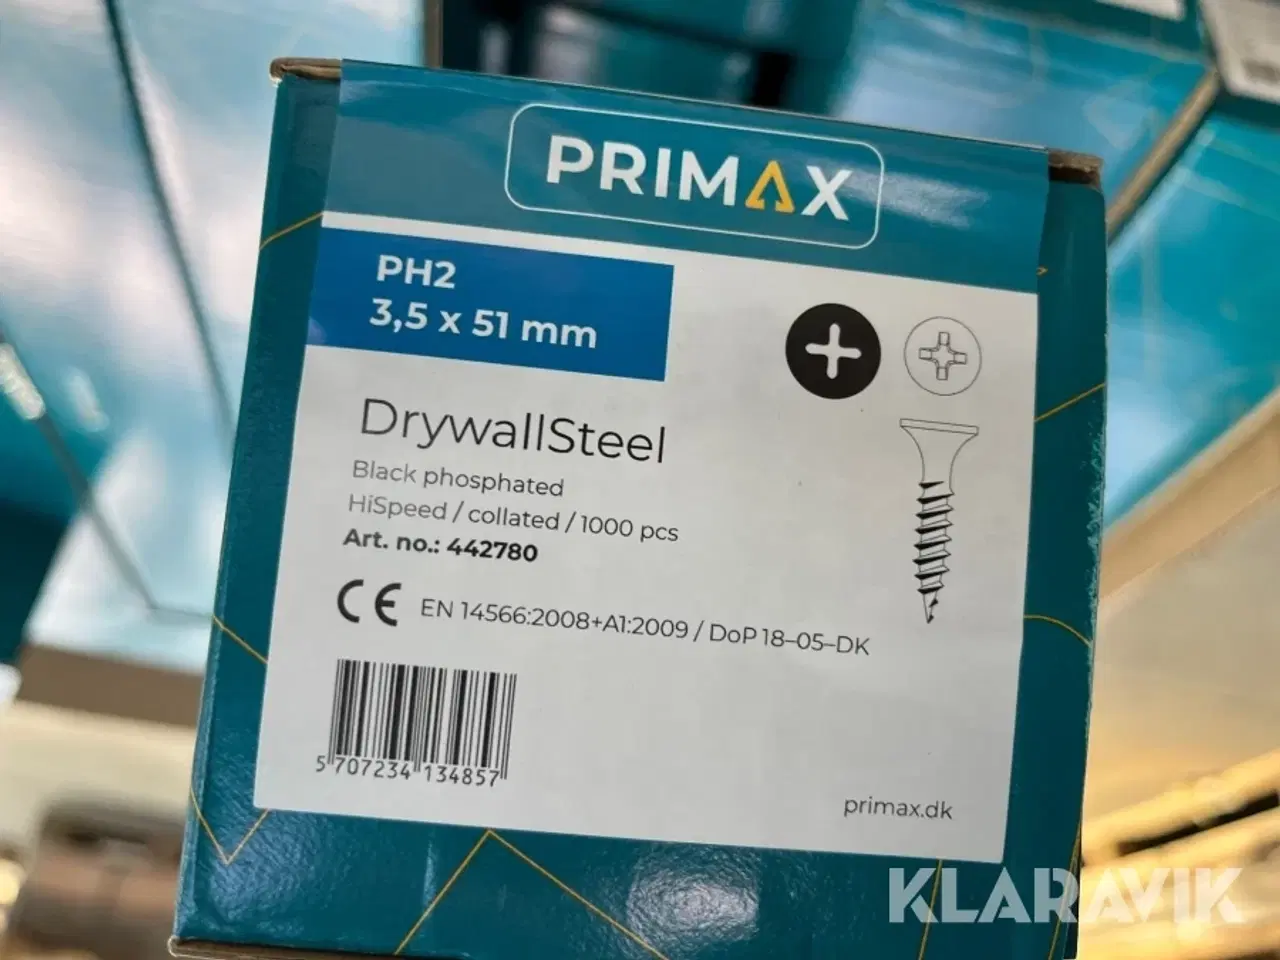 PRIMAX
PH2
3,5 x 51 mm
DrywallSteel
Black phosphated
HiSpeed / collated / 1000 pcs
Art. no.: 442780
CE EN 14566:2008+A1:2009 / DoP 18-05-DK
5 707234 134857
primax.dk
KLARAVIK